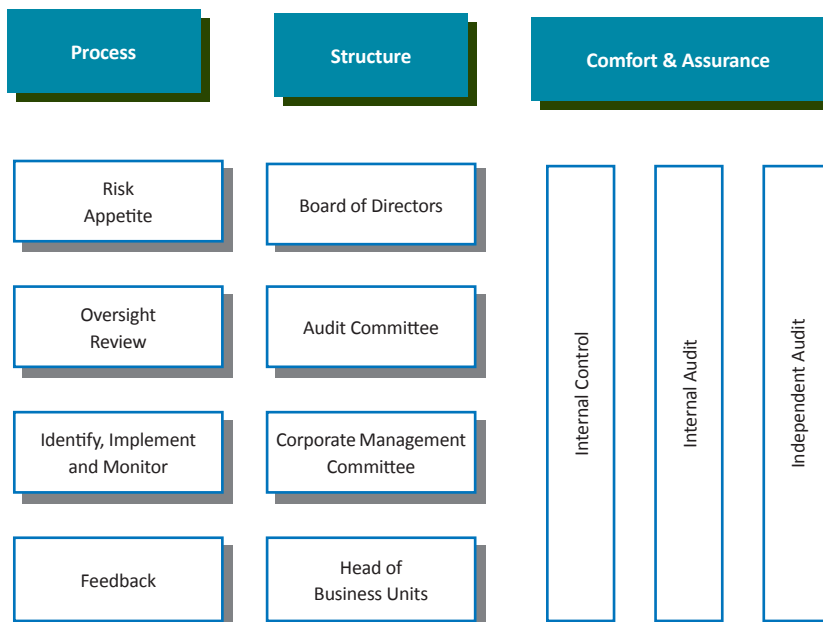 Process
Structure
Comfort & Assurance
Risk
Appetite
Board of Directors
Oversight
Review
Audit Committee
Identify, Implement
and Monitor
Corporate Management
Committee
Feedback
Head of
Business Units
Internal Control
Internal Audit
Independent Audit